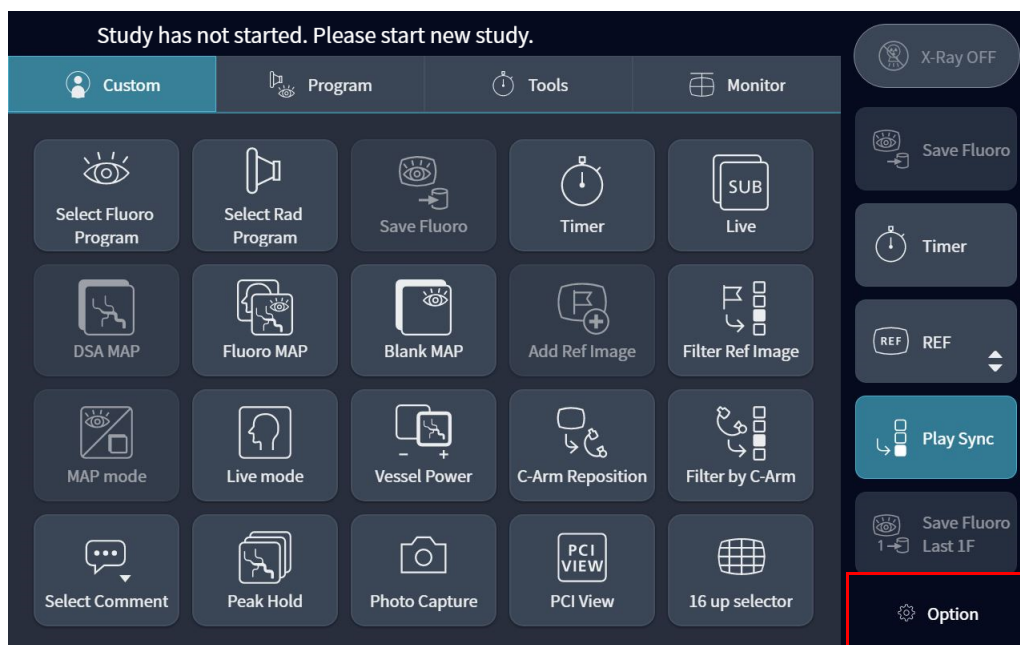 Study has not started. Please start new study.
X-Ray OFF
Custom
Program
Tools
Monitor
Save Fluoro
Select Fluoro
Program
Select Rad
Program
Save Fluoro
Timer
SUB
Live
Timer
DSA MAP
Fluoro MAP
Blank MAP
Add Ref Image
Filter Ref Image
REF
REF
MAP mode
Live mode
- +
Vessel Power
C-Arm Reposition
Filter by C-Arm
Play Sync
Select Comment
Peak Hold
Photo Capture
PCI
VIEW
PCI View
16 up selector
1
Save Fluoro
Last 1F
Option